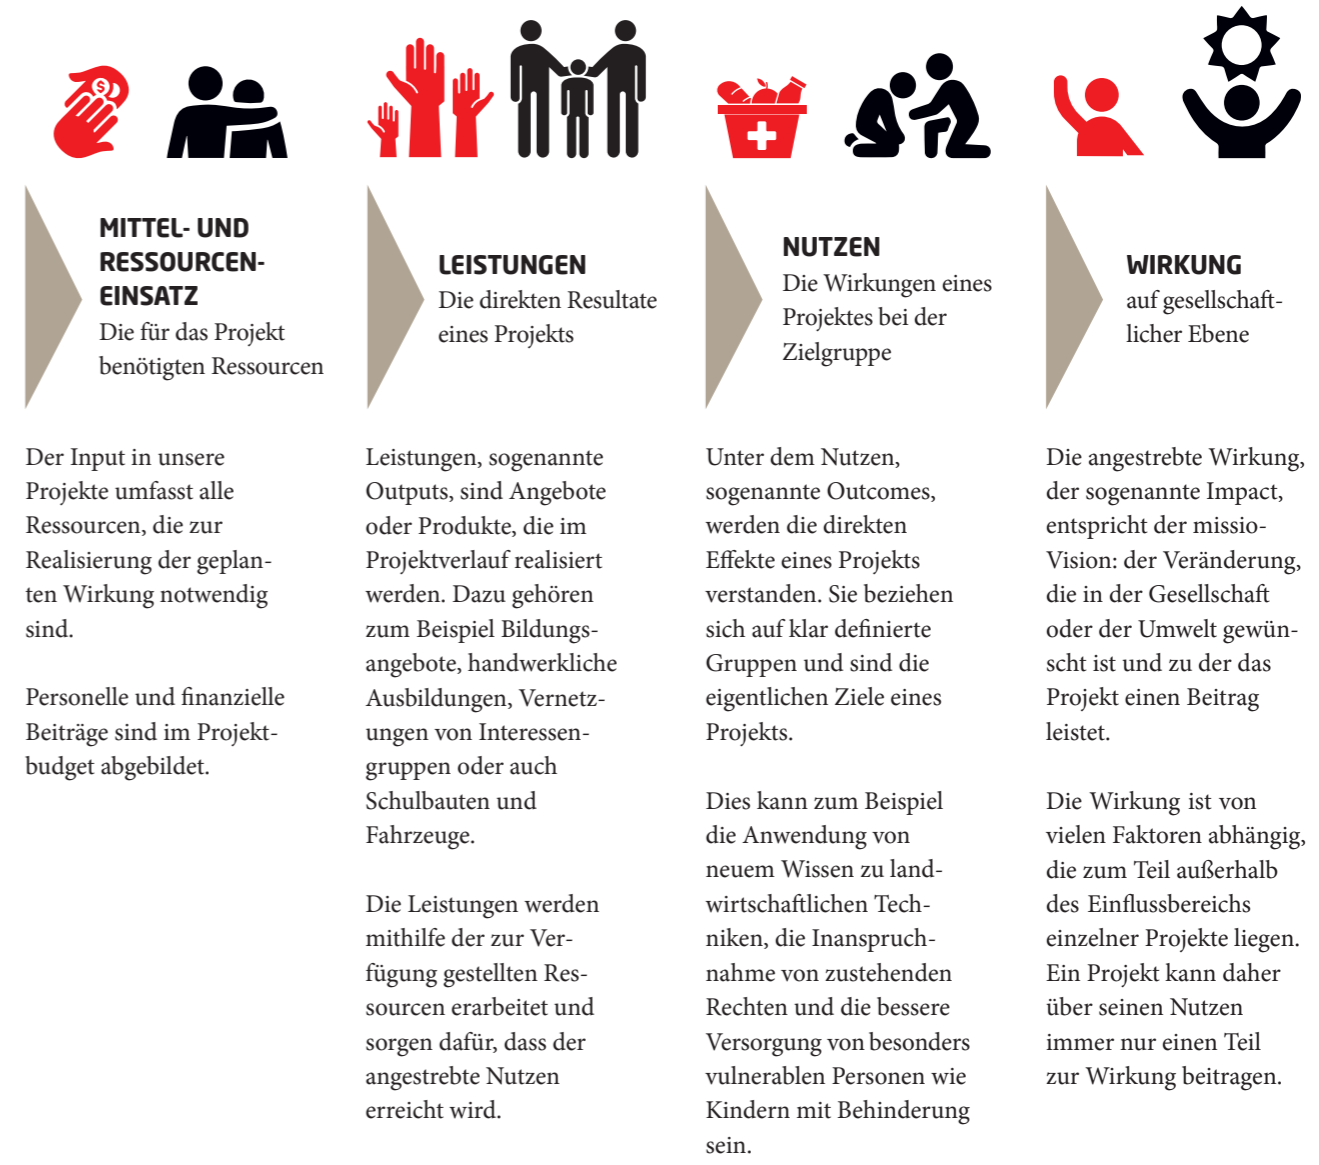 MITTEL- UND
RESSOURCEN-
EINSATZ
Die für das Projekt
benötigten Ressourcen
Der Input in unsere
Projekte umfasst alle
Ressourcen, die zur
Realisierung der geplan-
ten Wirkung notwendig
sind.
Personelle und finanzielle
Beiträge sind im Projekt-
budget abgebildet.
LEISTUNGEN
Die direkten Resultate
eines Projekts
Leistungen, sogenannte
Outputs, sind Angebote
oder Produkte, die im
Projektverlauf realisiert
werden. Dazu gehören
zum Beispiel Bildungs-
angebote, handwerkliche
Ausbildungen, Vernetz-
ungen von Interessen-
gruppen oder auch
Schulbauten und
Fahrzeuge.
Die Leistungen werden
mithilfe der zur Ver-
fügung gestellten Res-
sourcen erarbeitet und
sorgen dafür, dass der
angestrebte Nutzen
erreicht wird.
NUTZEN
Die Wirkungen eines
Projektes bei der
Zielgruppe
Unter dem Nutzen,
sogenannte Outcomes,
werden die direkten
Effekte eines Projekts
verstanden. Sie beziehen
sich auf klar definierte
Gruppen und sind die
eigentlichen Ziele eines
Projekts.
Dies kann zum Beispiel
die Anwendung von
neuem Wissen zu land-
wirtschaftlichen Tech-
niken, die Inanspruch-
nahme von zustehenden
Rechten und die bessere
Versorgung von besonders
vulnerablen Personen wie
Kindern mit Behinderung
sein.
WIRKUNG
auf gesellschaft-
licher Ebene
Die angestrebte Wirkung,
der sogenannte Impact,
entspricht der missio-
Vision: der Veränderung,
die in der Gesellschaft
oder der Umwelt gewün-
scht ist und zu der das
Projekt einen Beitrag
leistet.
Die Wirkung ist von
vielen Faktoren abhängig,
die zum Teil außerhalb
des Einflussbereichs
einzelner Projekte liegen.
Ein Projekt kann daher
über seinen Nutzen
immer nur einen Teil
zur Wirkung beitragen.